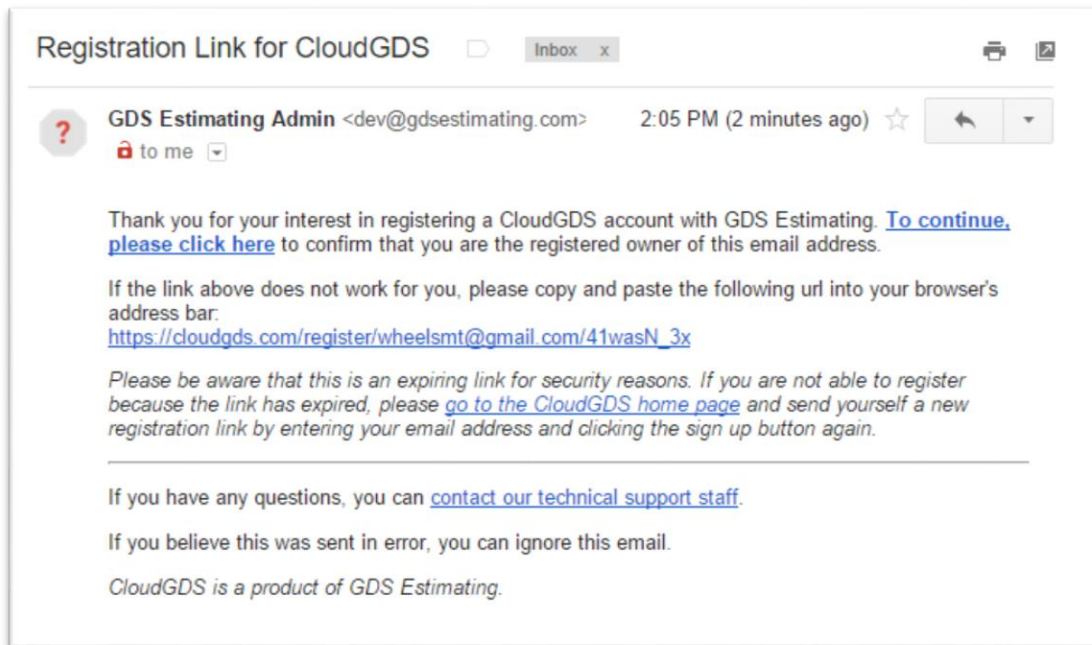 Registration Link for CloudGDS
Inbox x
?
GDS Estimating Admin <dev@gdsestimating.com> 2:05 PM (2 minutes ago)
to me
Thank you for your interest in registering a CloudGDS account with GDS Estimating. To continue,
please click here to confirm that you are the registered owner of this email address.
If the link above does not work for you, please copy and paste the following url into your browser's
address bar:
https://cloudgds.com/register/wheelsmt@gmail.com/41wasN_3x
Please be aware that this is an expiring link for security reasons. If you are not able to register
because the link has expired, please go to the CloudGDS home page and send yourself a new
registration link by entering your email address and clicking the sign up button again.
If you have any questions, you can contact our technical support staff.
If you believe this was sent in error, you can ignore this email.
CloudGDS is a product of GDS Estimating.